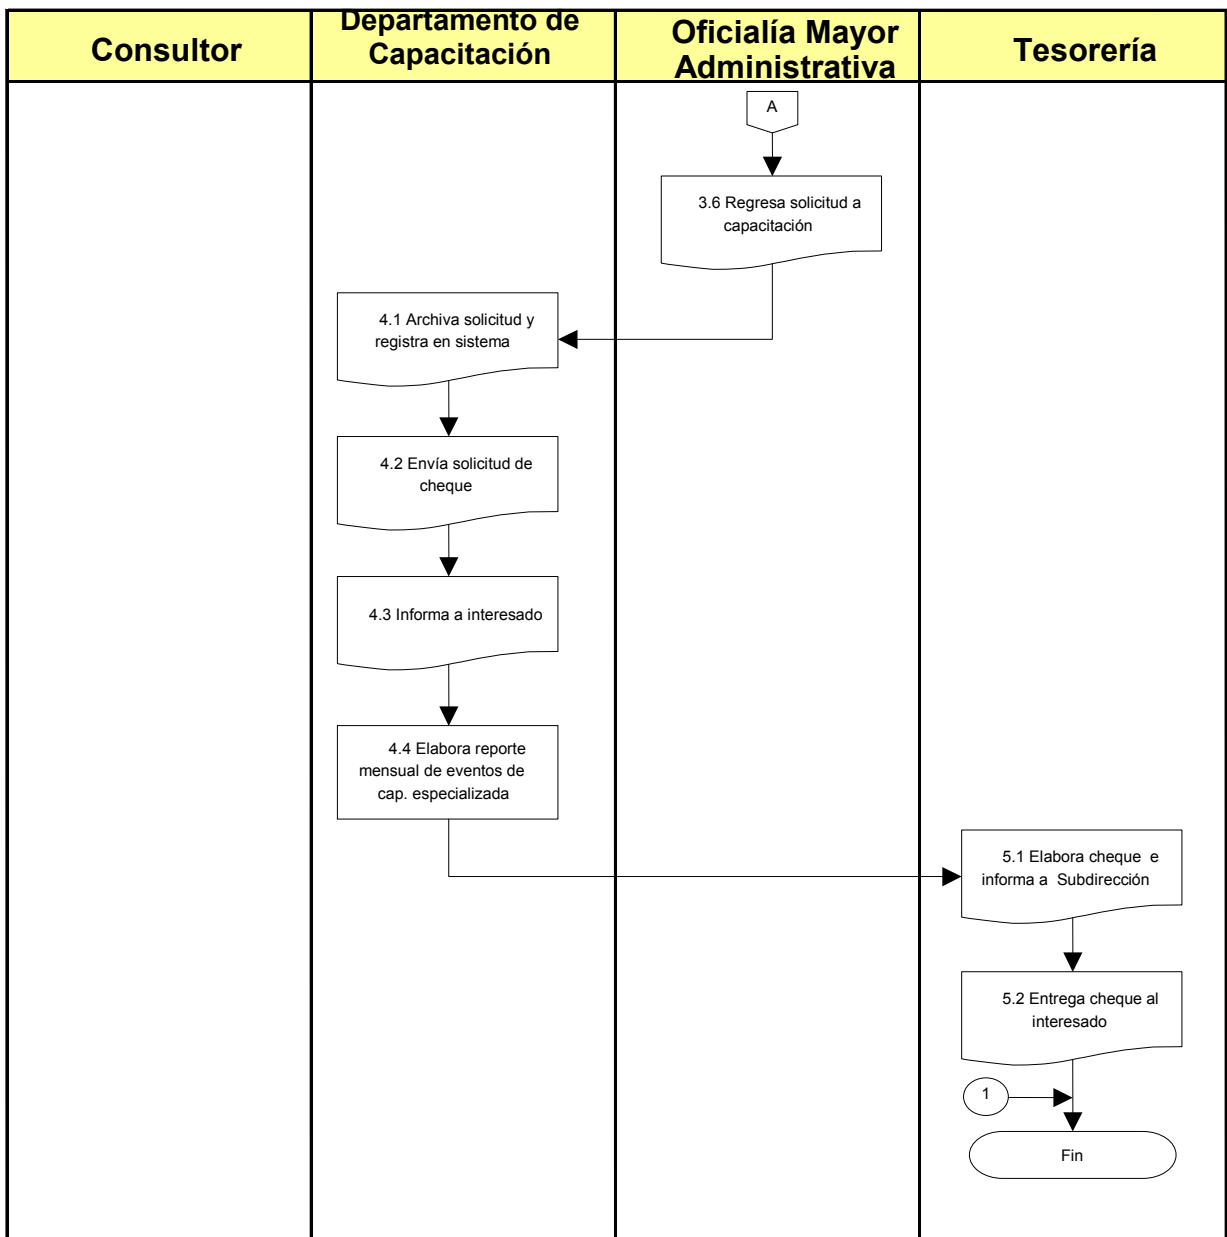 Consultor
Departamento de
Capacitación
Oficialía Mayor
Administrativa
Tesorería
A
3.6 Regresa solicitud a
capacitación
4.1 Archiva solicitud y
registra en sistema
4.2 Envía solicitud de
cheque
4.3 Informa a interesado
4.4 Elabora reporte
mensual de eventos de
cap. especializada
5.1 Elabora cheque e
informa a Subdirección
5.2 Entrega cheque al
interesado
1
Fin